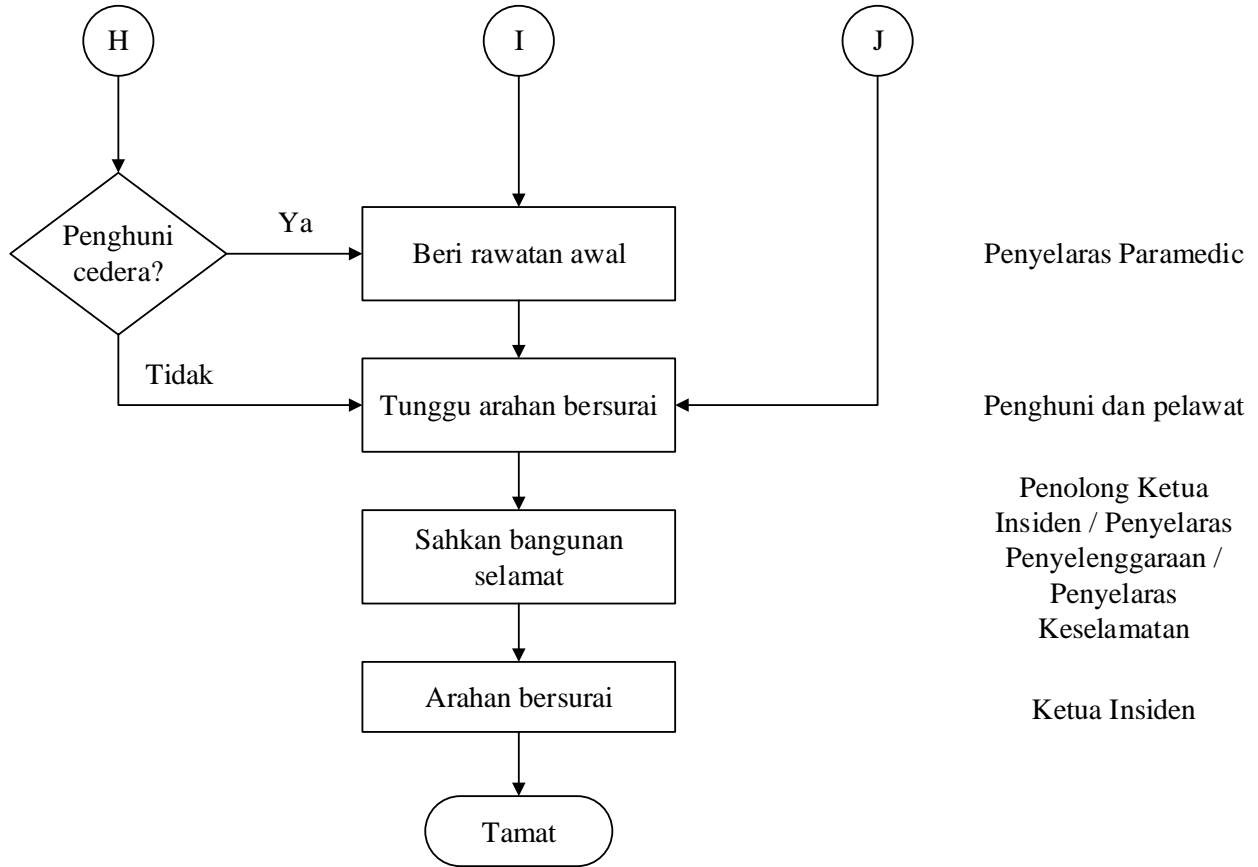 H
I
J
Ya
Penghuni
cedera?
Beri rawatan awal
Penyelaras Paramedic
Tidak
Tunggu arahan bersurai
Penghuni dan pelawat
Sahkan bangunan
selamat
Penolong Ketua
Insiden / Penyelaras
Penyelenggaraan /
Penyelaras
Keselamatan
Arahan bersurai
Ketua Insiden
Tamat